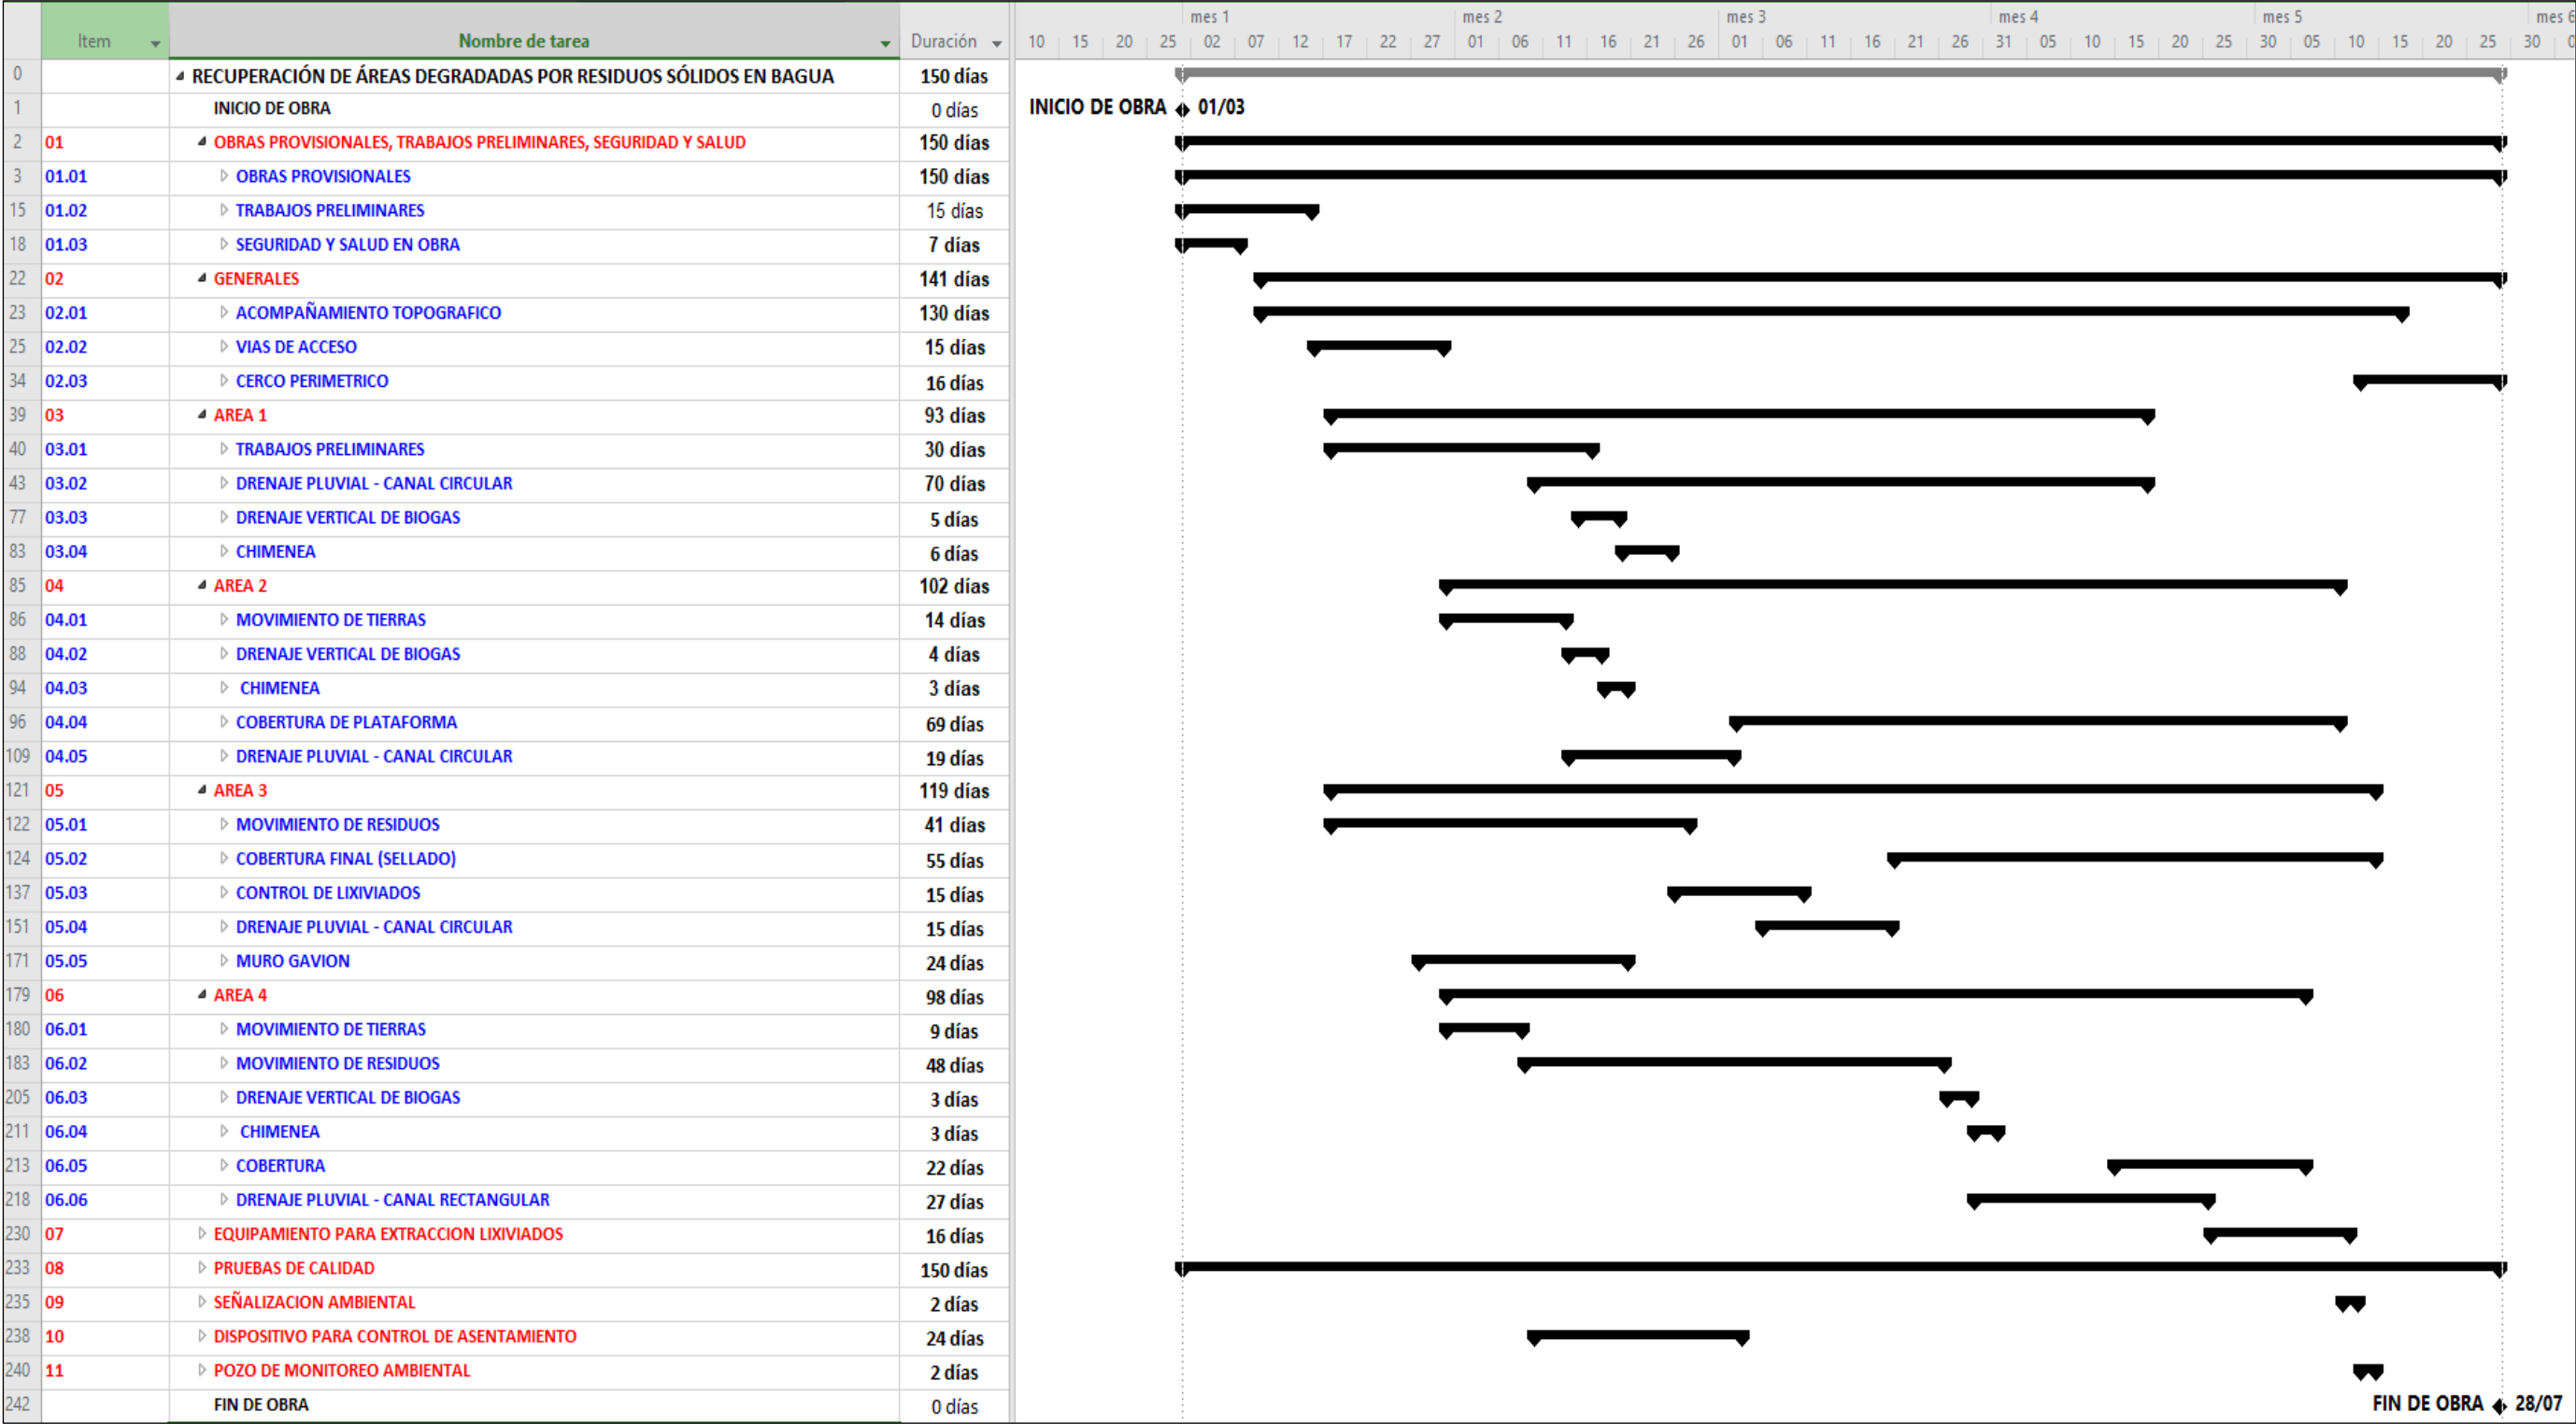 mes 1 mes 2 mes 3 mes 4 mes 5 mes 6
Item Nombre de tarea Duración 10 15 20 25 02 07 12 17 22 27 01 06 11 16 21 26 01 06 11 16 21 26 31 05 10 15 20 25 30 05 10 15 20 25 30
0 RECUPERACIÓN DE ÁREAS DEGRADADAS POR RESIDUOS SÓLIDOS EN BAGUA 150 días
1 INICIO DE OBRA 0 días INICIO DE OBRA 01/03
2 01 OBRAS PROVISIONALES, TRABAJOS PRELIMINARES, SEGURIDAD Y SALUD 150 días
3 01.01 OBRAS PROVISIONALES 150 días
15 01.02 TRABAJOS PRELIMINARES 15 días
18 01.03 SEGURIDAD Y SALUD EN OBRA 7 días
22 02 GENERALES 141 días
23 02.01 ACOMPAÑAMIENTO TOPOGRAFICO 130 días
25 02.02 VIAS DE ACCESO 15 días
34 02.03 CERCO PERIMETRICO 16 días
39 03 AREA 1 93 días
40 03.01 TRABAJOS PRELIMINARES 30 días
43 03.02 DRENAJE PLUVIAL - CANAL CIRCULAR 70 días
77 03.03 DRENAJE VERTICAL DE BIOGAS 5 días
83 03.04 CHIMENEA 6 días
85 04 AREA 2 102 días
86 04.01 MOVIMIENTO DE TIERRAS 14 días
88 04.02 DRENAJE VERTICAL DE BIOGAS 4 días
94 04.03 CHIMENEA 3 días
96 04.04 COBERTURA DE PLATAFORMA 69 días
109 04.05 DRENAJE PLUVIAL - CANAL CIRCULAR 19 días
121 05 AREA 3 119 días
122 05.01 MOVIMIENTO DE RESIDUOS 41 días
124 05.02 COBERTURA FINAL (SELLADO) 55 días
137 05.03 CONTROL DE LIXIVIADOS 15 días
151 05.04 DRENAJE PLUVIAL - CANAL CIRCULAR 15 días
171 05.05 MURO GAVION 24 días
179 06 AREA 4 98 días
180 06.01 MOVIMIENTO DE TIERRAS 9 días
183 06.02 MOVIMIENTO DE RESIDUOS 48 días
205 06.03 DRENAJE VERTICAL DE BIOGAS 3 días
211 06.04 CHIMENEA 3 días
213 06.05 COBERTURA 22 días
218 06.06 DRENAJE PLUVIAL - CANAL RECTANGULAR 27 días
230 07 EQUIPAMIENTO PARA EXTRACCION LIXIVIADOS 16 días
233 08 PRUEBAS DE CALIDAD 150 días
235 09 SEÑALIZACION AMBIENTAL 2 días
238 10 DISPOSITIVO PARA CONTROL DE ASENTAMIENTO 24 días
240 11 POZO DE MONITOREO AMBIENTAL 2 días
242 FIN DE OBRA 0 días FIN DE OBRA 28/07